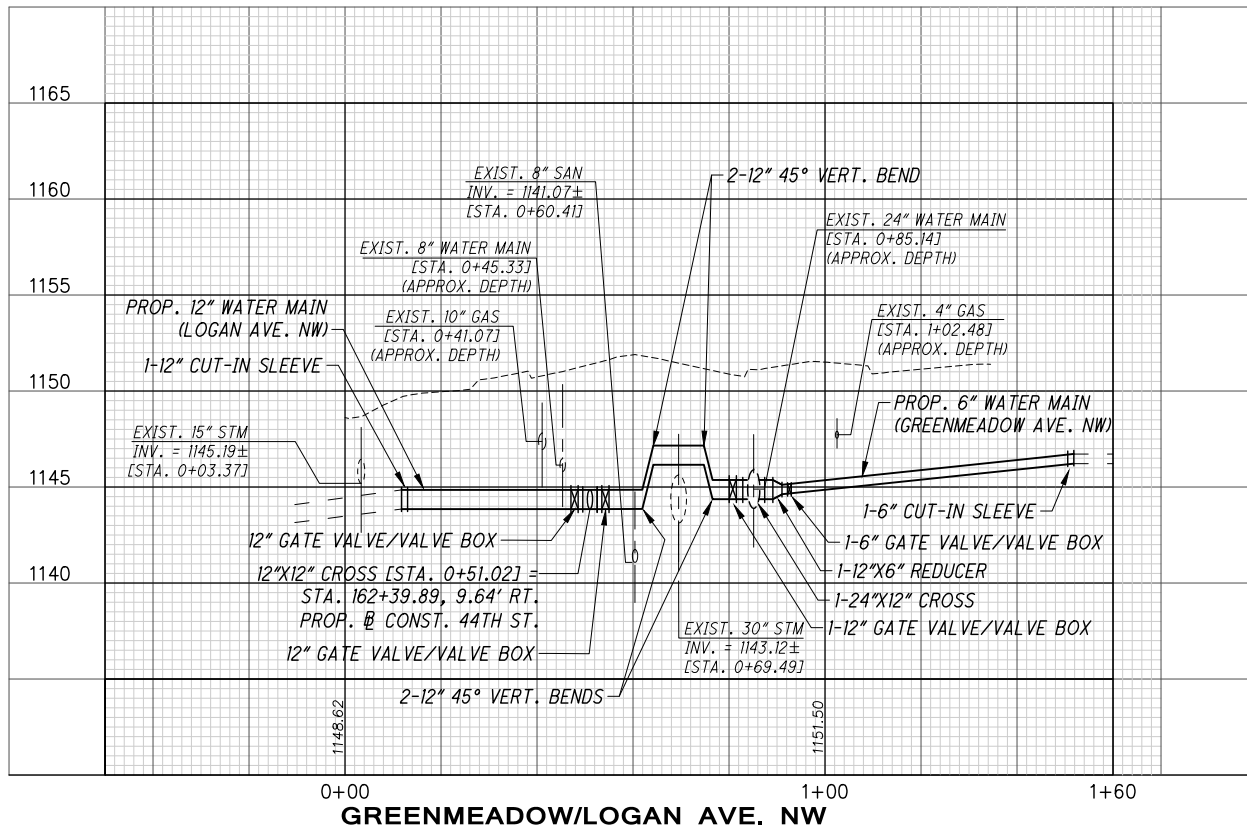 1165
1160
1155
1150
1145
1140
EXIST. 8" SAN
INV. = 1141.07±
[STA. 0+60.41]
2-12" 45° VERT. BEND
EXIST. 24" WATER MAIN
[STA. 0+85.14]
(APPROX. DEPTH)
EXIST. 8" WATER MAIN
[STA. 0+45.33]
(APPROX. DEPTH)
PROP. 12" WATER MAIN
(LOGAN AVE. NW)
EXIST. 10" GAS
[STA. 0+41.07]
(APPROX. DEPTH)
EXIST. 4" GAS
[STA. 1+02.48]
(APPROX. DEPTH)
1-12" CUT-IN SLEEVE
PROP. 6" WATER MAIN
(GREENMEADOW AVE. NW)
EXIST. 15" STM
INV. = 1145.19±
[STA. 0+03.37]
1-6" CUT-IN SLEEVE
12" GATE VALVE/VALVE BOX
1-6" GATE VALVE/VALVE BOX
12"X12" CROSS [STA. 0+51.02] =
STA. 162+39.89, 9.64' RT.
PROP. BL CONST. 44TH ST.
1-12"X6" REDUCER
1-24"X12" CROSS
1-12" GATE VALVE/VALVE BOX
12" GATE VALVE/VALVE BOX
EXIST. 30" STM
INV. = 1143.12±
[STA. 0+69.49]
2-12" 45° VERT. BENDS
1148.62
1151.50
0+00
1+00
1+60
GREENMEADOW/LOGAN AVE, NW